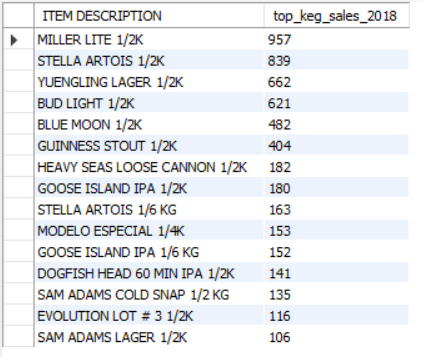 ITEM DESCRIPTION top_keg_sales_2018
MILLER LITE 1/2K 957
STELLA ARTOIS 1/2K 839
YUENGLING LAGER 1/2K 662
BUD LIGHT 1/2K 621
BLUE MOON 1/2K 482
GUINNESS STOUT 1/2K 404
HEAVY SEAS LOOSE CANNON 1/2K 182
GOOSE ISLAND IPA 1/2K 180
STELLA ARTOIS 1/6 KG 163
MODELO ESPECIAL 1/4K 153
GOOSE ISLAND IPA 1/6 KG 152
DOGFISH HEAD 60 MIN IPA 1/2K 141
SAM ADAMS COLD SNAP 1/2 KG 135
EVOLUTION LOT # 3 1/2K 116
SAM ADAMS LAGER 1/2K 106